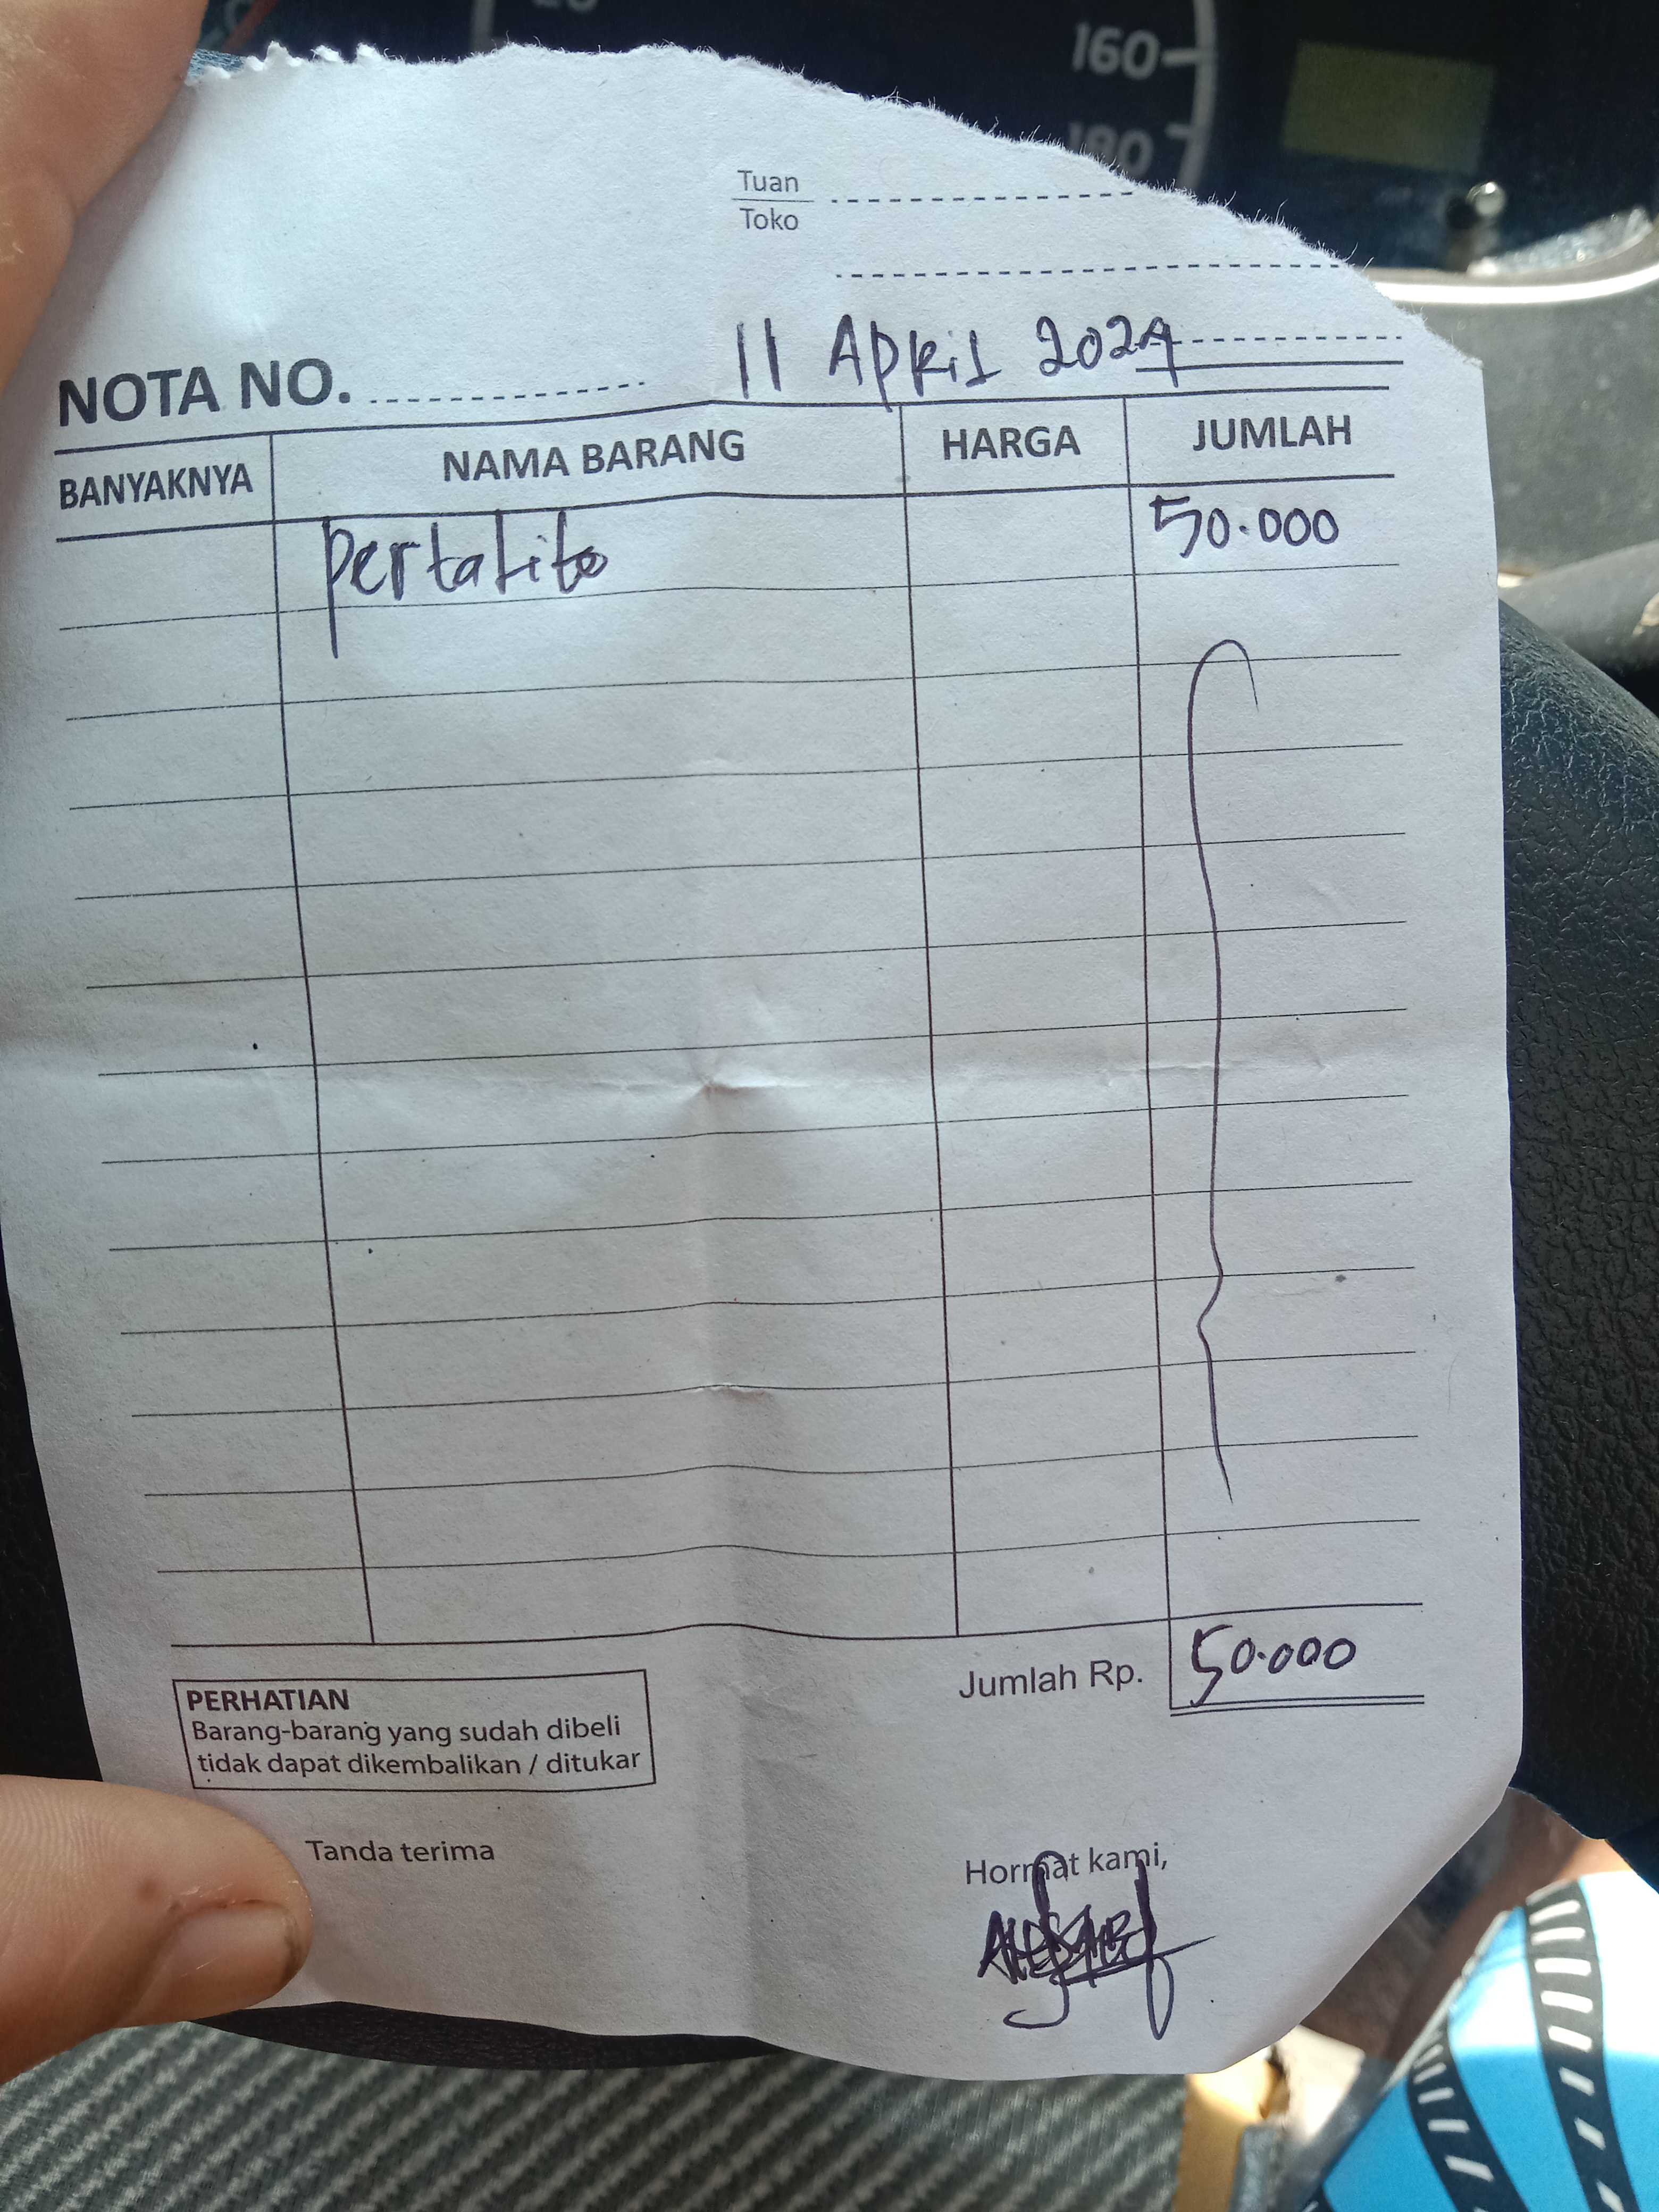 160
180
Tuan
Toko
11 April 2024
NOTA NO.
BANYAKNYA NAMA BARANG HARGA JUMLAH
Pertalite 50.000
Jumlah Rp. 50.000
PERHATIAN
Barang-barang yang sudah dibeli
tidak dapat dikembalikan / ditukar
Tanda terima
Hormat kami,